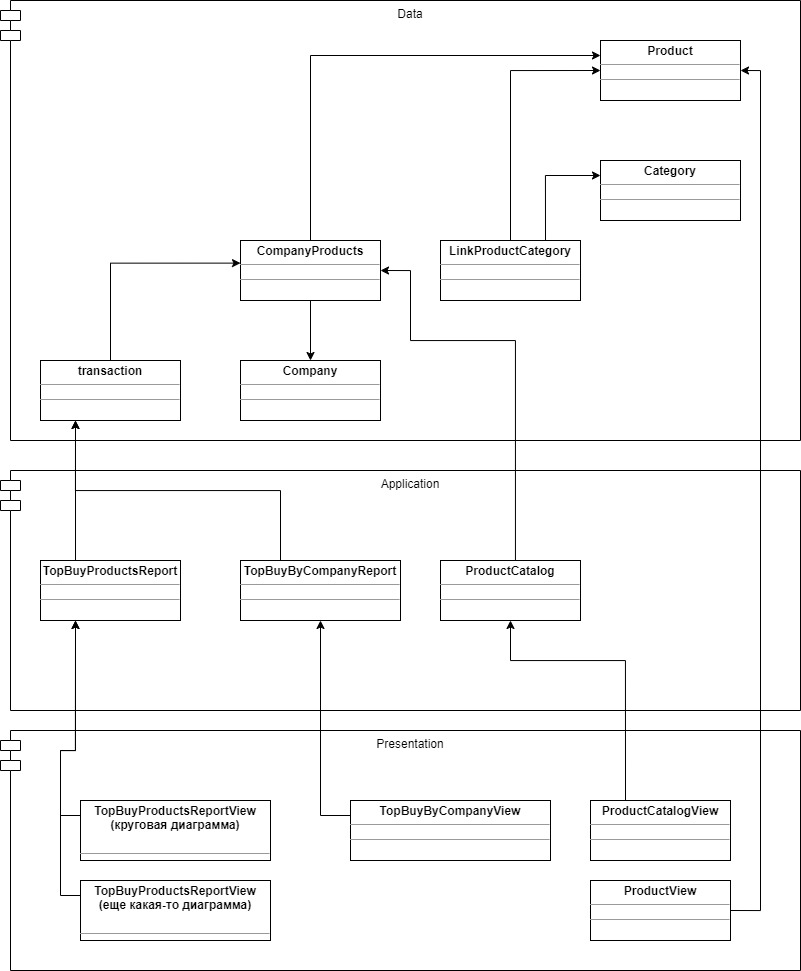 Data
Product
Category
CompanyProducts
LinkProductCategory
transaction
Company
Application
TopBuyProductsReport
TopBuyByCompanyReport
ProductCatalog
Presentation
TopBuyProductsReportView
(круговая диаграмма)
TopBuyByCompanyView
ProductCatalogView
TopBuyProductsReportView
(еще какая-то диаграмма)
ProductView